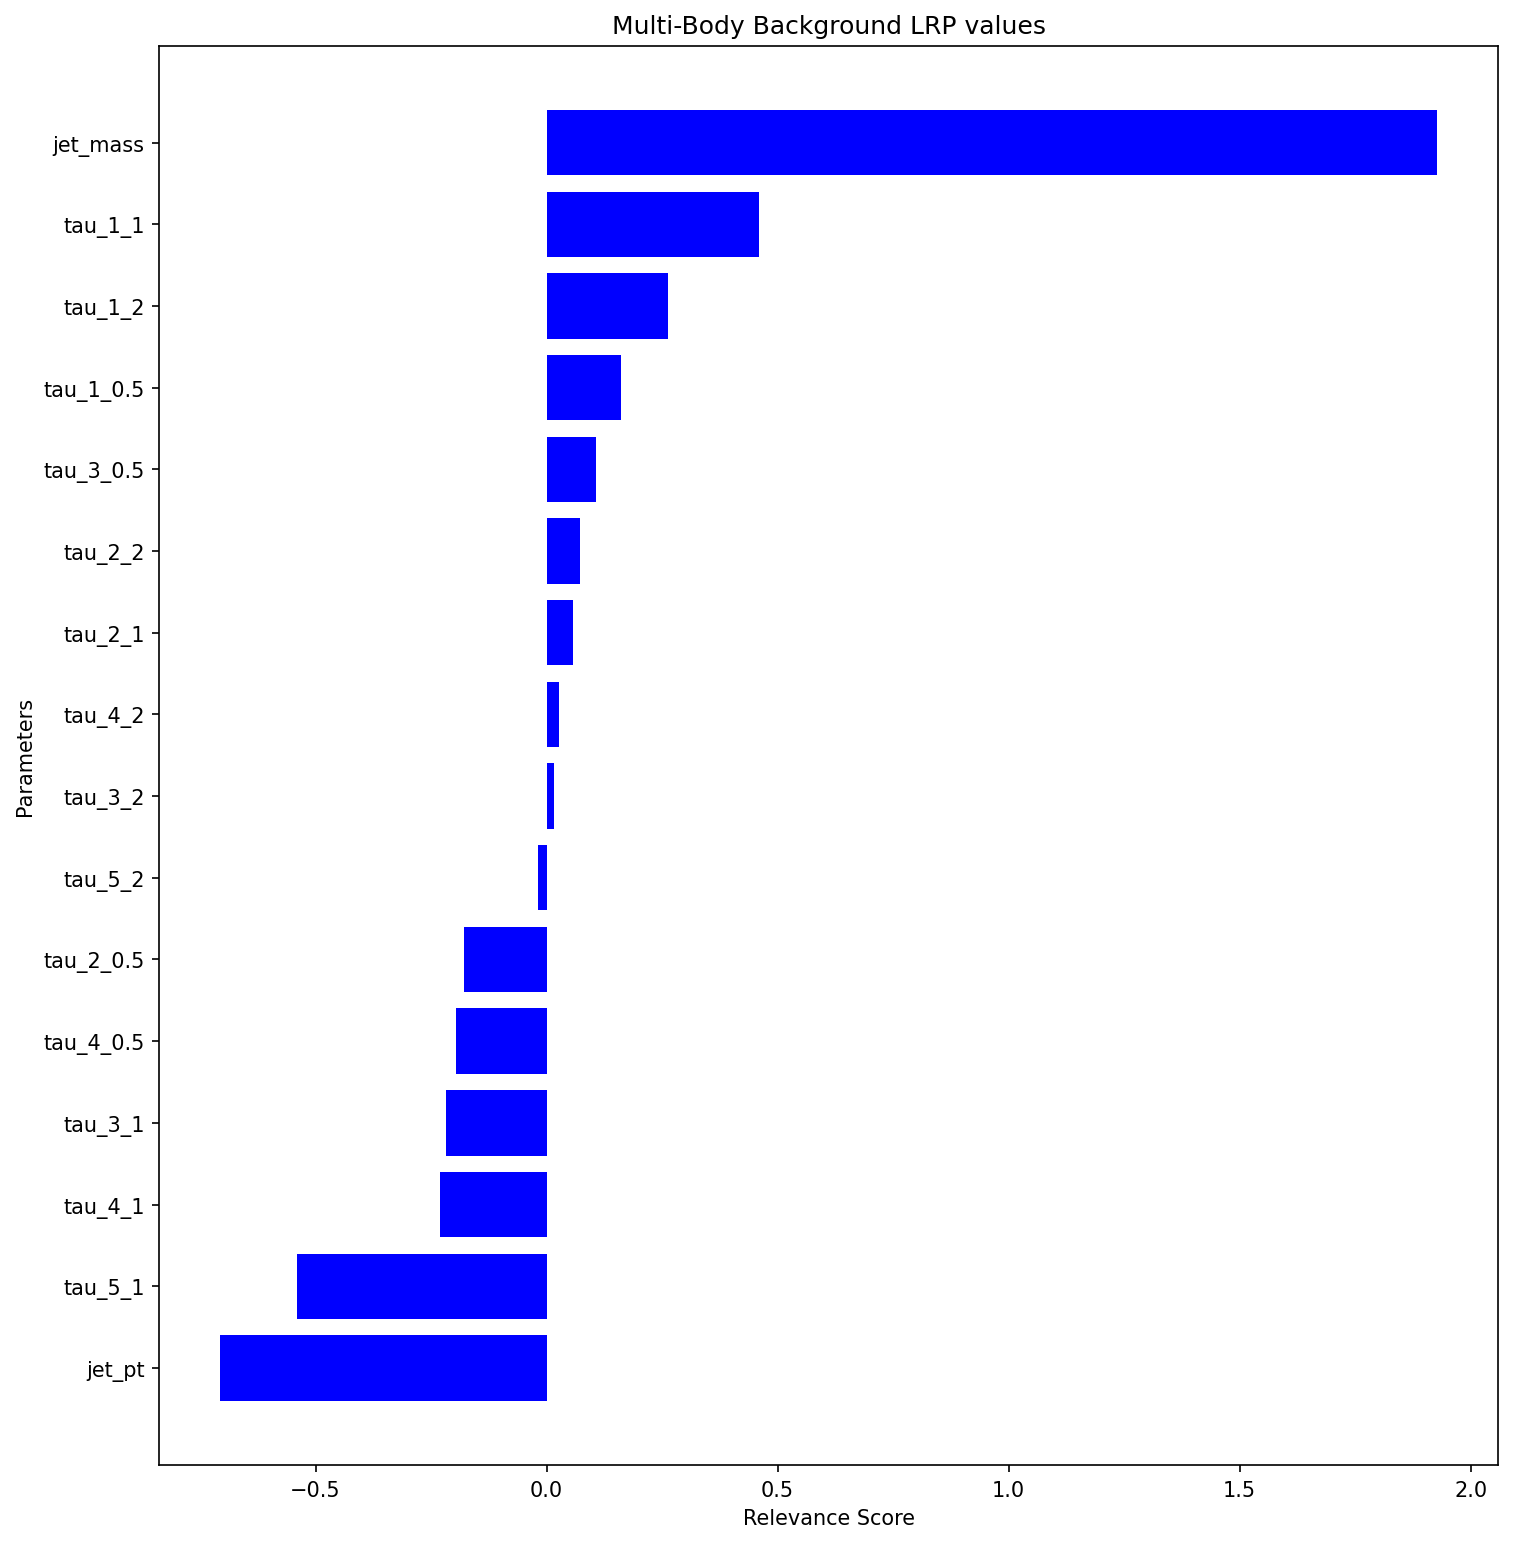 Multi-Body Background LRP values
jet_mass
tau_1_1
tau_1_2
tau_1_0.5
tau_3_0.5
tau_2_2
tau_2_1
tau_4_2
tau_3_2
tau_5_2
tau_2_0.5
tau_4_0.5
tau_3_1
tau_4_1
tau_5_1
jet_pt
Parameters
−0.5 0.0 0.5 1.0 1.5 2.0
Relevance Score